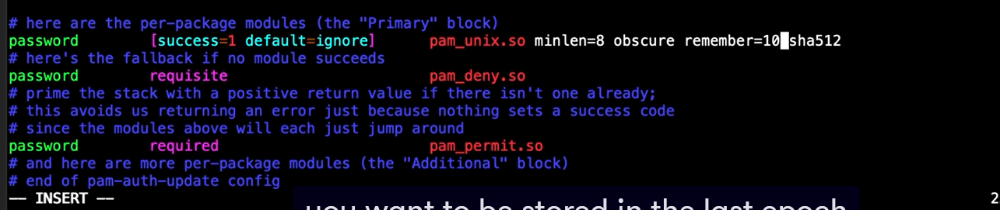 # here are the per-package modules (the "Primary" block)
password        [success=1 default=ignore]      pam_unix.so minlen=8 obscure remember=10 sha512
# here's the fallback if no module succeeds
password        requisite                       pam_deny.so
# prime the stack with a positive return value if there isn't one already;
# this avoids us returning an error just because nothing sets a success code
# since the modules above will each just jump around
password        required                        pam_permit.so
# and here are more per-package modules (the "Additional" block)
# end of pam-auth-update config
-- INSERT --        2
you want to be stored in the last epoch